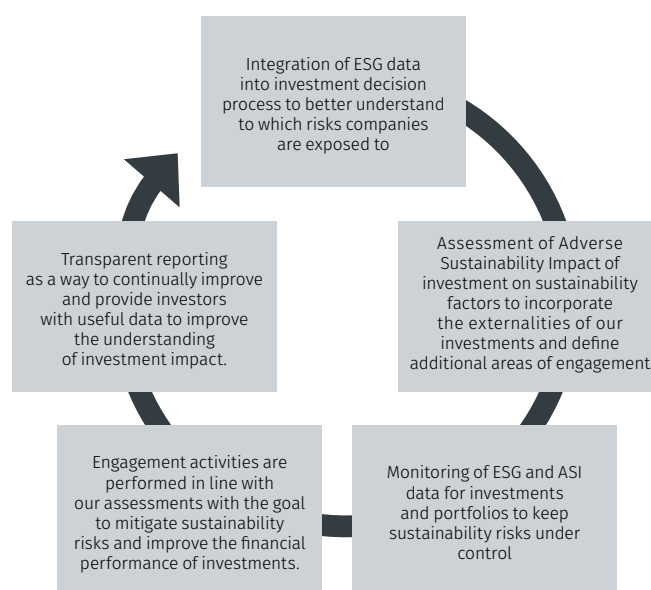 Integration of ESG data
into investment decision
process to better understand
to which risks companies
are exposed to
Assessment of Adverse
Sustainability Impact of
investment on sustainability
factors to incorporate
the externalities of our
investments and define
additional areas of engagement
Monitoring of ESG and ASI
data for investments
and portfolios to keep
sustainability risks under
control
Engagement activities are
performed in line with
our assessments with the goal
to mitigate sustainability
risks and improve the financial
performance of investments.
Transparent reporting
as a way to continually improve
and provide investors
with useful data to improve
the understanding
of investment impact.